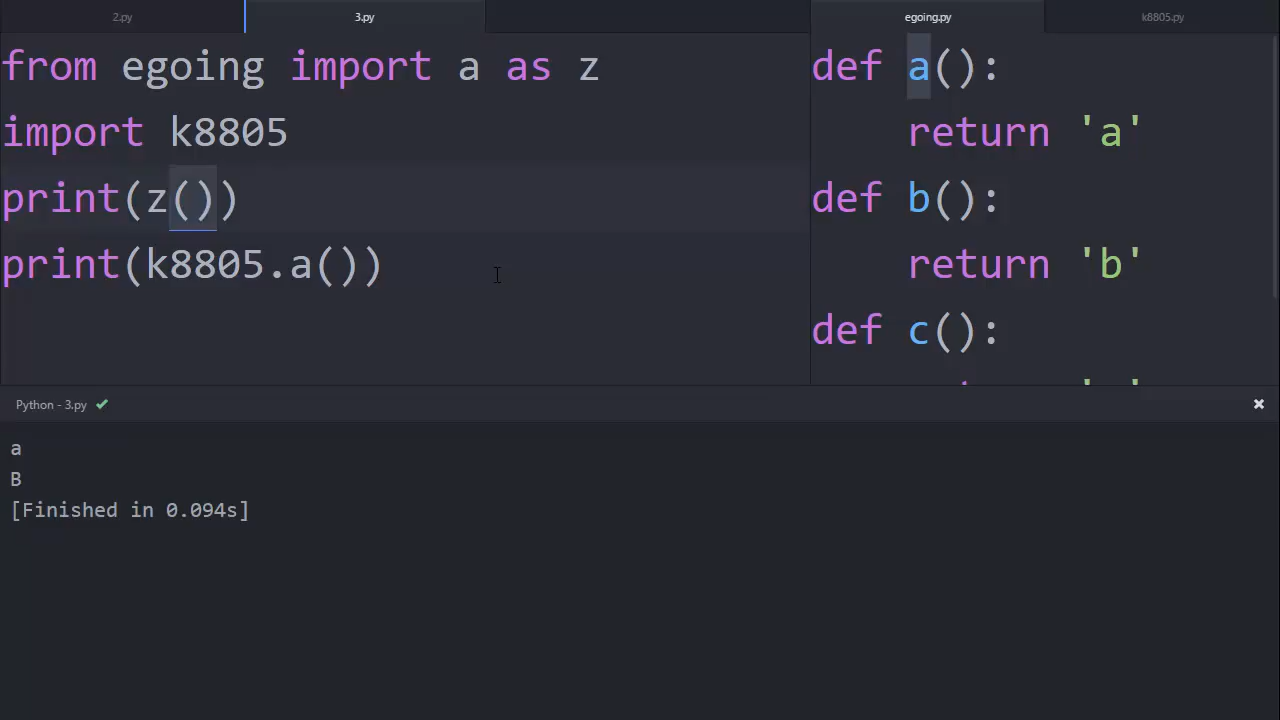 2.py
3.py
from egoing import a as z
import k8805
print(z())
print(k8805.a())
egoing.py
k8805.py
def a():
    return 'a'
def b():
    return 'b'
def c():
Python - 3.py
a
B
[Finished in 0.094s]